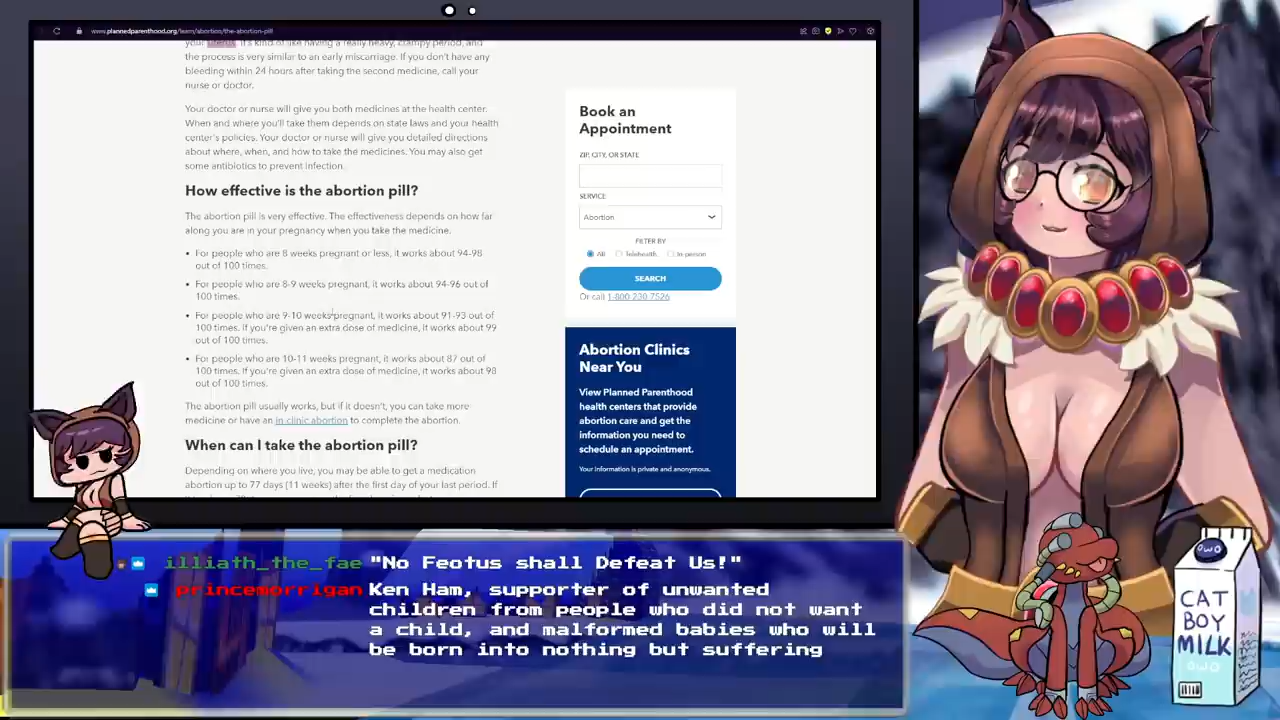 www.plannedparenthood.org/learn/abortion/the-abortion-pill
your uterus. It's kind of like having a really heavy, crampy period, and
the process is very similar to an early miscarriage. If you don't have any
bleeding within 24 hours after taking the second medicine, call your
nurse or doctor.
Your doctor or nurse will give you both medicines at the health center.
When and where you'll take them depends on state laws and your health
center's policies. Your doctor or nurse will give you detailed directions
about where, when, and how to take the medicines. You may also get
some antibiotics to prevent infection.
How effective is the abortion pill?
The abortion pill is very effective. The effectiveness depends on how far
along you are in your pregnancy when you take the medicine.
• For people who are 8 weeks pregnant or less, it works about 94-98
out of 100 times.
• For people who are 8-9 weeks pregnant, it works about 94-96 out of
100 times.
• For people who are 9-10 weeks pregnant, it works about 91-93 out of
100 times. If you're given an extra dose of medicine, it works about 99
out of 100 times.
• For people who are 10-11 weeks pregnant, it works about 87 out of
100 times. If you're given an extra dose of medicine, it works about 98
out of 100 times.
The abortion pill usually works, but if it doesn't, you can take more
medicine or have an in-clinic abortion to complete the abortion.
When can I take the abortion pill?
Depending on where you live, you may be able to get a medication
abortion up to 77 days (11 weeks) after the first day of your last period. If
Book an
Appointment
ZIP, CITY, OR STATE
SERVICE
Abortion
FILTER BY
All Telehealth In-person
SEARCH
Or call 1-800-230-7526
Abortion Clinics
Near You
View Planned Parenthood
health centers that provide
abortion care and get the
information you need to
schedule an appointment.
Your information is private and anonymous.
illiath_the_fae "No Feotus shall Defeat Us!"
princemorrigan Ken Ham, supporter of unwanted
children from people who did not want
a child, and malformed babies who will
be born into nothing but suffering
OWO
CAT
BOY
MILK
OWO